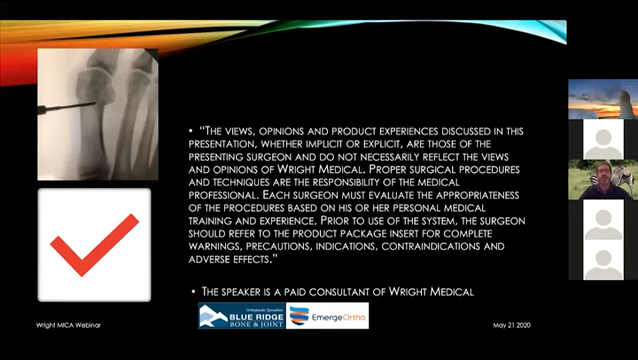 • “THE VIEWS, OPINIONS AND PRODUCT EXPERIENCES DISCUSSED IN THIS
PRESENTATION, WHETHER IMPLICIT OR EXPLICIT, ARE THOSE OF THE
PRESENTING SURGEON AND DO NOT NECESSARILY REFLECT THE VIEWS
AND OPINIONS OF WRIGHT MEDICAL. PROPER SURGICAL PROCEDURES
AND TECHNIQUES ARE THE RESPONSIBILITY OF THE MEDICAL
PROFESSIONAL. EACH SURGEON MUST EVALUATE THE APPROPRIATENESS
OF THE PROCEDURES BASED ON HIS OR HER PERSONAL MEDICAL
TRAINING AND EXPERIENCE. PRIOR TO USE OF THE SYSTEM, THE SURGEON
SHOULD REFER TO THE PRODUCT PACKAGE INSERT FOR COMPLETE
WARNINGS, PRECAUTIONS, INDICATIONS, CONTRAINDICATIONS AND
ADVERSE EFFECTS.”
• THE SPEAKER IS A PAID CONSULTANT OF WRIGHT MEDICAL
BLUE RIDGE
BONE & JOINT
EmergeOrtho
Wright MICA Webinar
May 21 2020